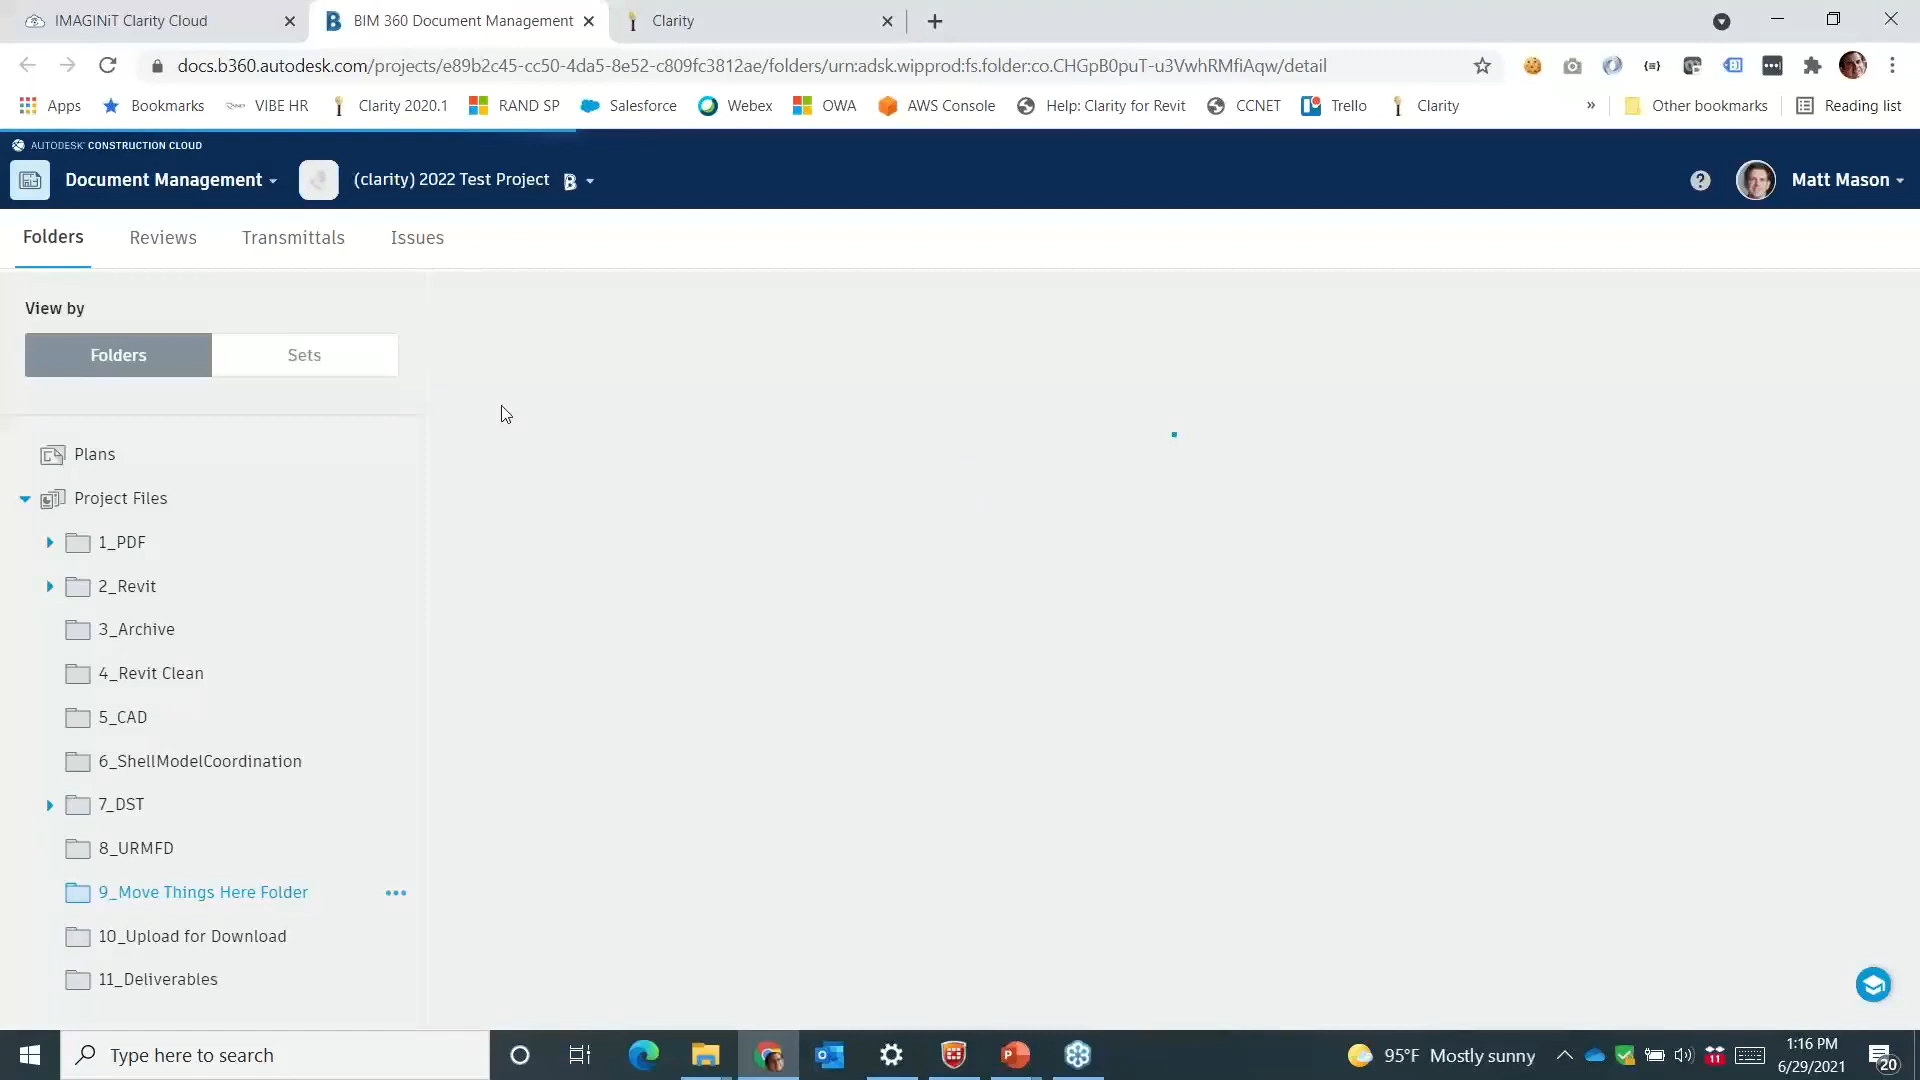 IMAGINiT Clarity Cloud
BIM 360 Document Management
Clarity
docs.b360.autodesk.com/projects/e89b2c45-cc50-4da5-8e52-c809fc3812ae/folders/urn:adsk.wipprod:fs.folder:co.CHGpB0puT-u3VwhRMfiAqw/detail
Apps
Bookmarks
VIBE HR
Clarity 2020.1
RAND SP
Salesforce
Webex
OWA
AWS Console
Help: Clarity for Revit
CCNET
Trello
Clarity
»
Other bookmarks
Reading list
AUTODESK® CONSTRUCTION CLOUD
Document Management
(clarity) 2022 Test Project
Matt Mason
Folders
Reviews
Transmittals
Issues
View by
Folders
Sets
Plans
Project Files
1_PDF
2_Revit
3_Archive
4_Revit Clean
5_CAD
6_ShellModelCoordination
7_DST
8_URMFD
9_Move Things Here Folder
10_Upload for Download
11_Deliverables
Type here to search
95°F Mostly sunny
11
1:16 PM
6/29/2021
20